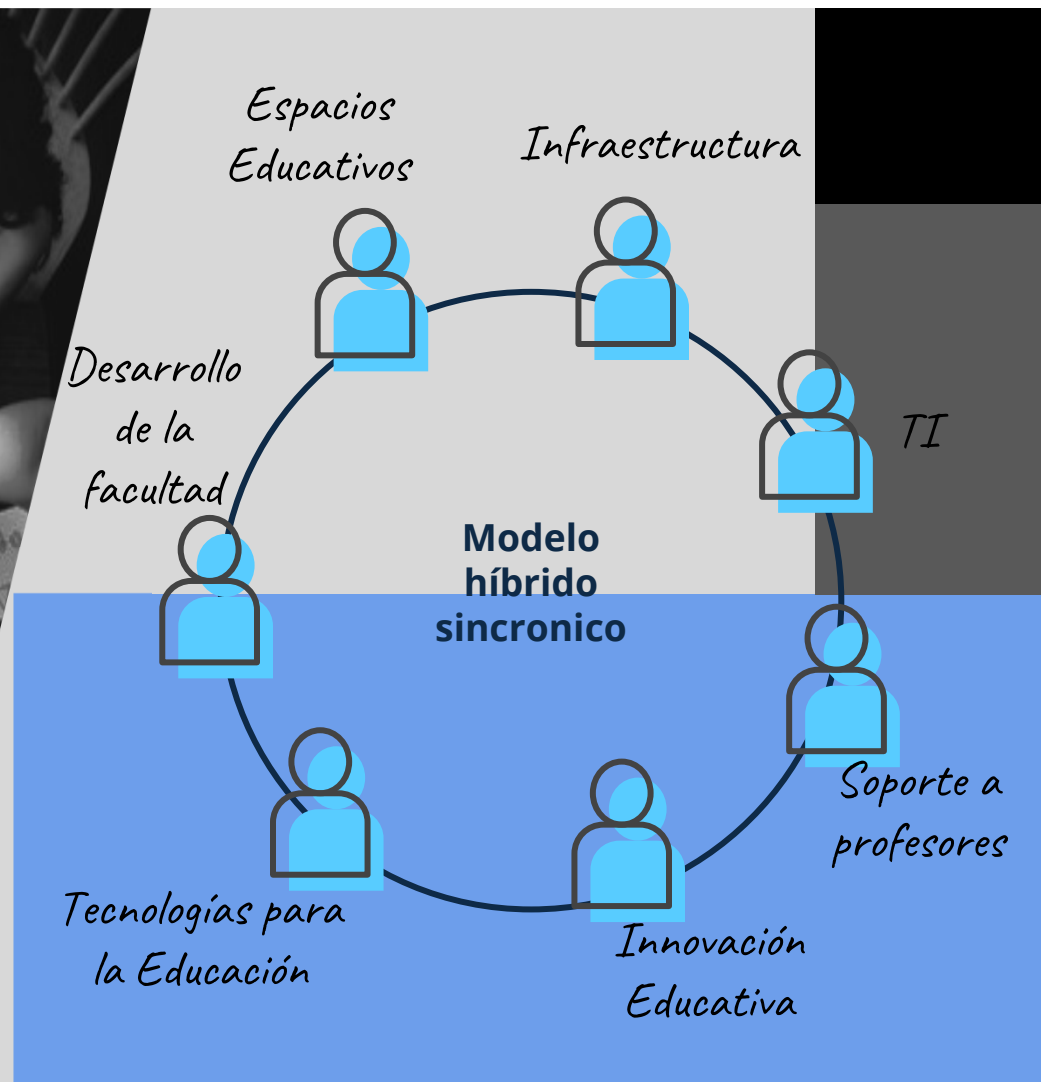 Espacios
Educativos
Infraestructura
Desarrollo
de la
facultad
TI
Modelo
híbrido
sincronico
Soporte a
profesores
Tecnologías para
la Educación
Innovación
Educativa